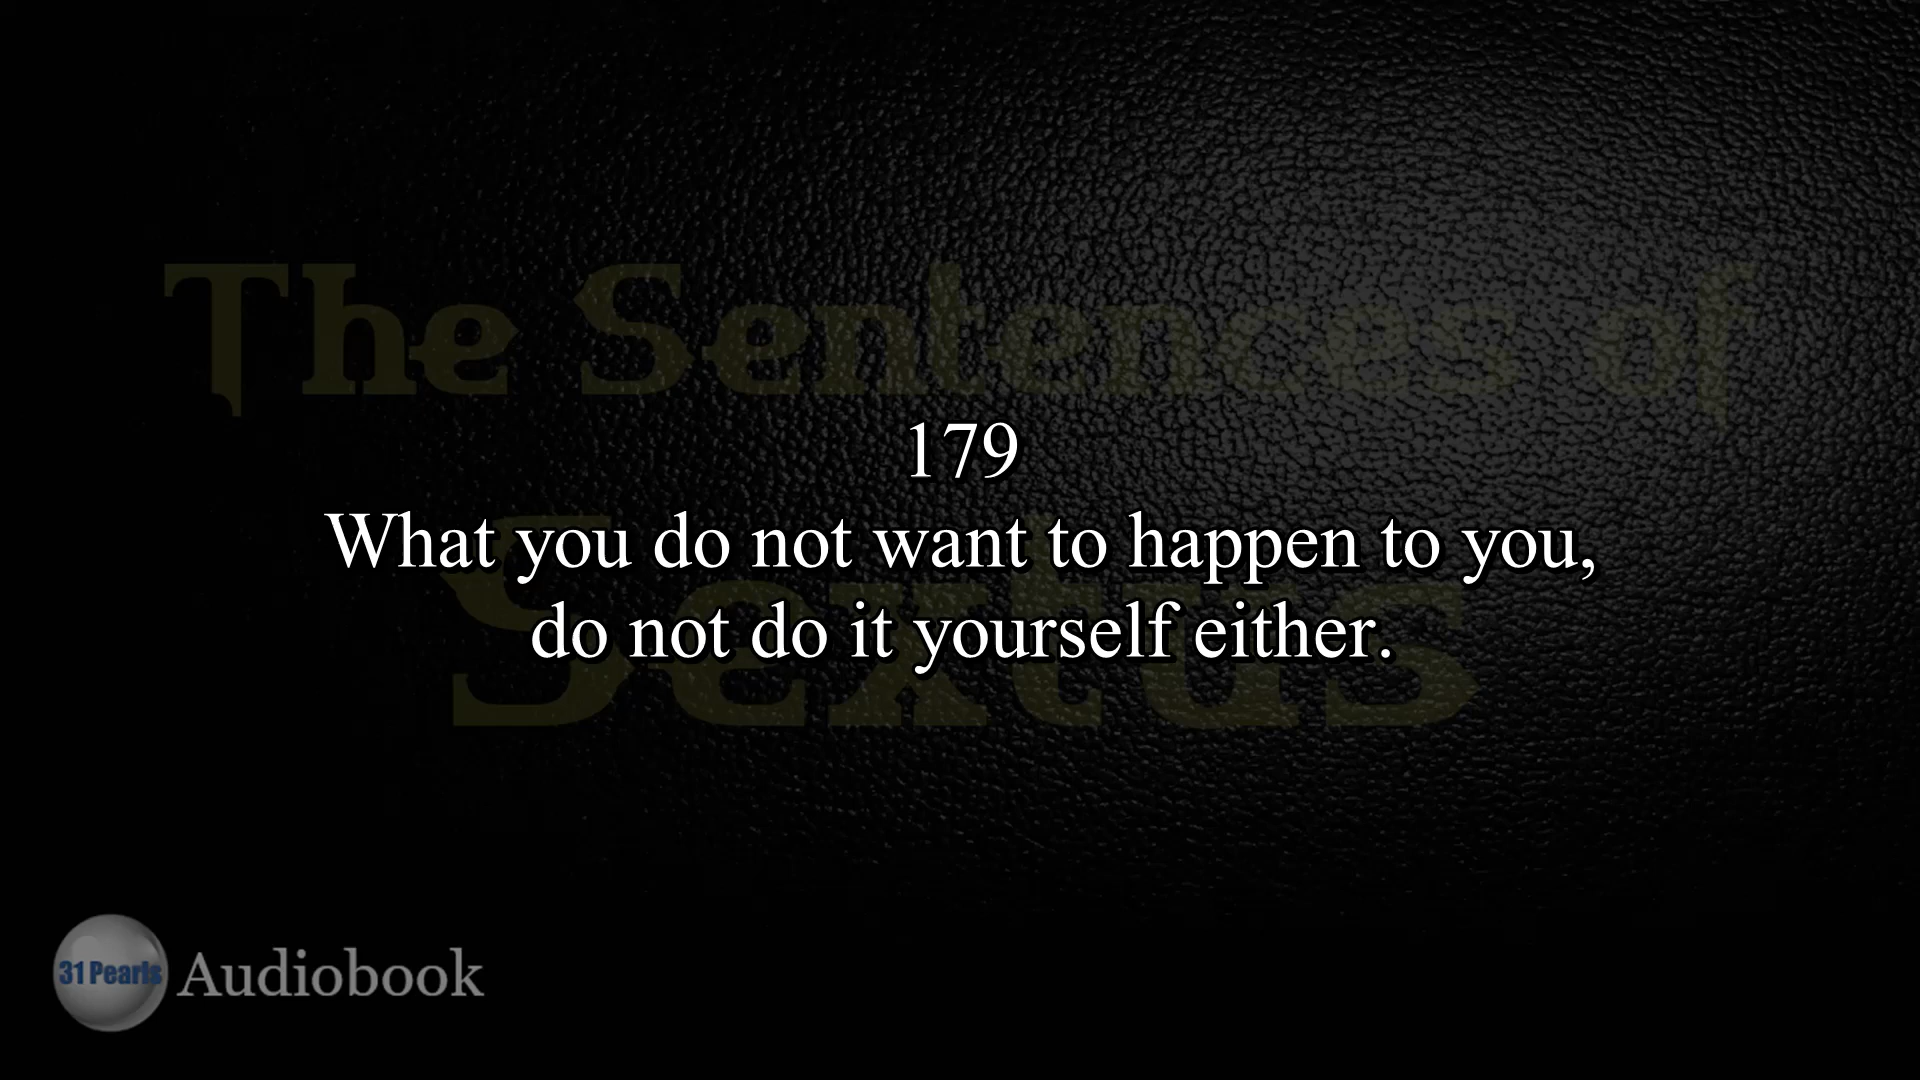 The Sentences of
Sextus
179
What you do not want to happen to you,
do not do it yourself either.
31 Pearls Audiobook